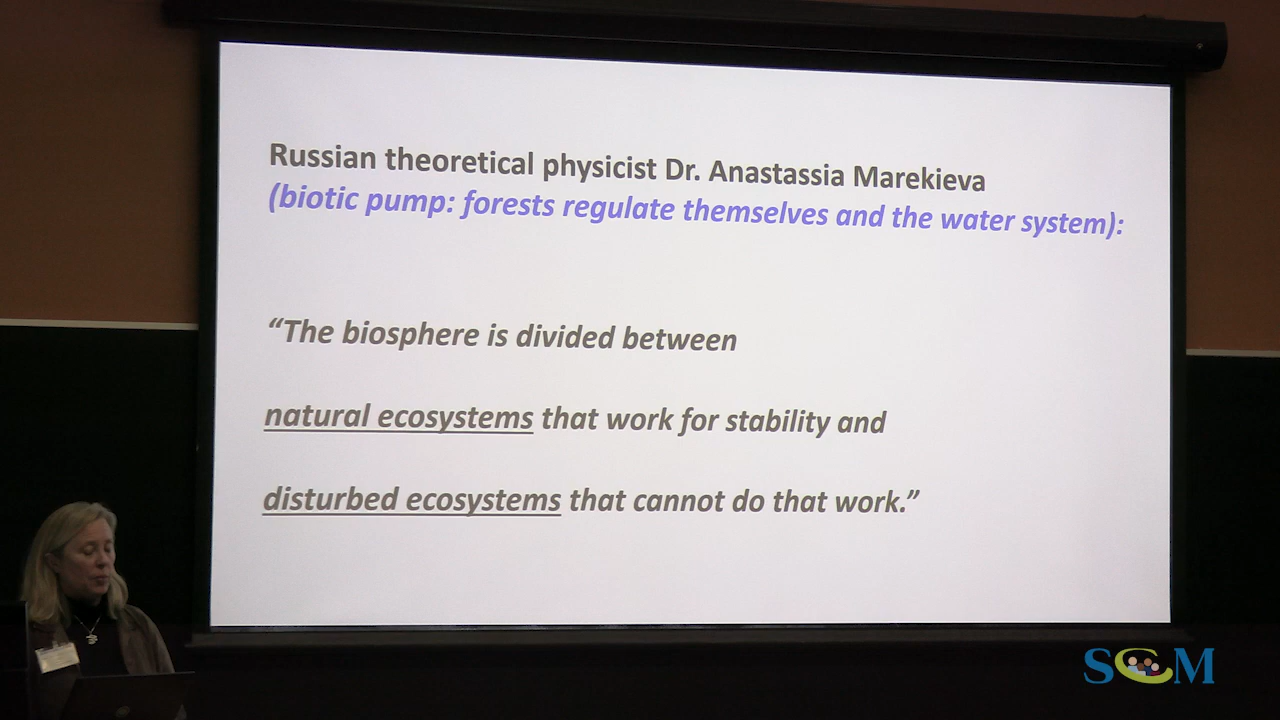 Russian theoretical physicist Dr. Anastassia Marekieva
(biotic pump: forests regulate themselves and the water system):
“The biosphere is divided between
natural ecosystems that work for stability and
disturbed ecosystems that cannot do that work.”
SCM